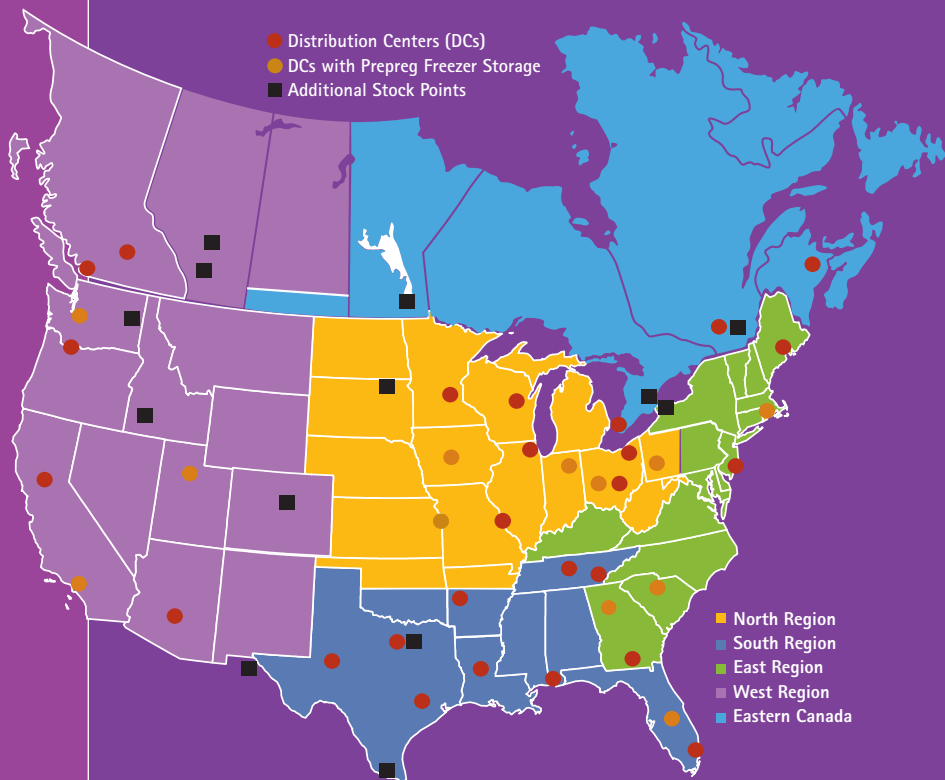 Distribution Centers (DCs)
DCs with Prepreg Freezer Storage
Additional Stock Points
North Region
South Region
East Region
West Region
Eastern Canada